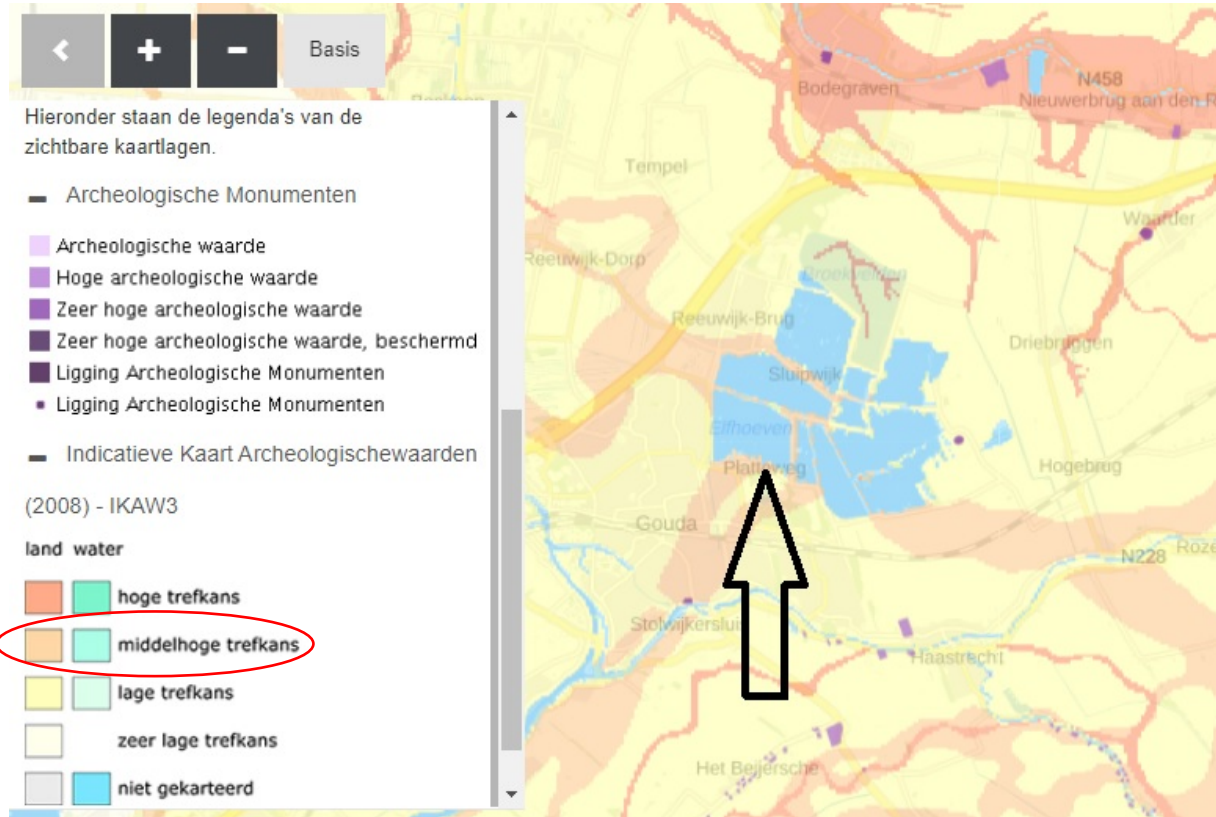 Basis
Hieronder staan de legenda's van de
zichtbare kaartlagen.
Archeologische Monumenten
Archeologische waarde
Hoge archeologische waarde
Zeer hoge archeologische waarde
Zeer hoge archeologische waarde, beschermd
Ligging Archeologische Monumenten
Ligging Archeologische Monumenten
Indicatieve Kaart Archeologischewaarden
(2008) - IKAW3
land water
hoge trefkans
middelhoge trefkans
lage trefkans
zeer lage trefkans
niet gekarteerd
Bodegraven
N458
Nieuwerbrug aan den R
Tempel
Waarder
Reeuwijk-Dorp
Broekvelden
Reeuwijk-Brug
Driebruggen
Sluipwijk
Elfhoeven
Platteweg
Hogebrug
Gouda
N228
Roze
Stolwijkersluis
Haastrecht
Het Beijersche